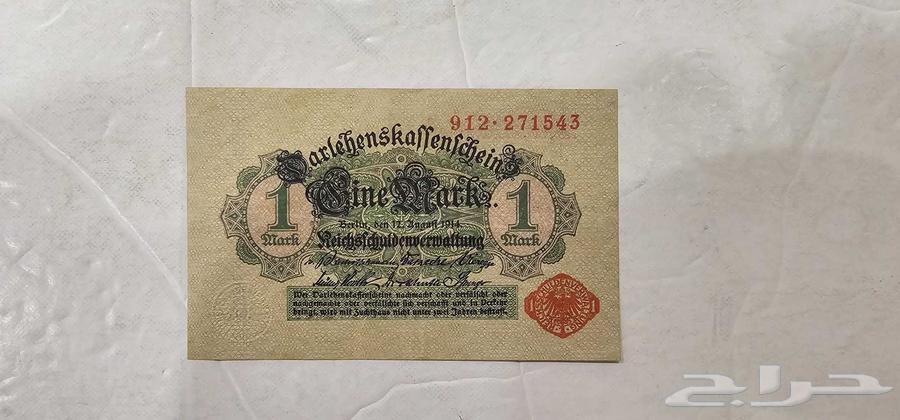 912·271543
Darlehenskassenschein
Eine Mark.
1 Mark
1 Mark
Berlin, den 12. August 1914.
Reichsschuldenverwaltung
Wer Darlehenskassenscheine nachmacht oder verfälscht oder
nachgemachte oder verfälschte sich verschafft und in Verkehr
bringt, wird mit Zuchthaus nicht unter zwei Jahren bestraft.
حراج